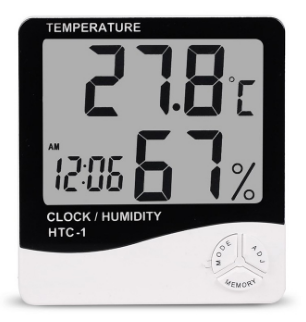 TEMPERATURE
27.8°C
AM
12:06 67%
CLOCK / HUMIDITY
HTC-1
MODE
ADJ
MEMORY